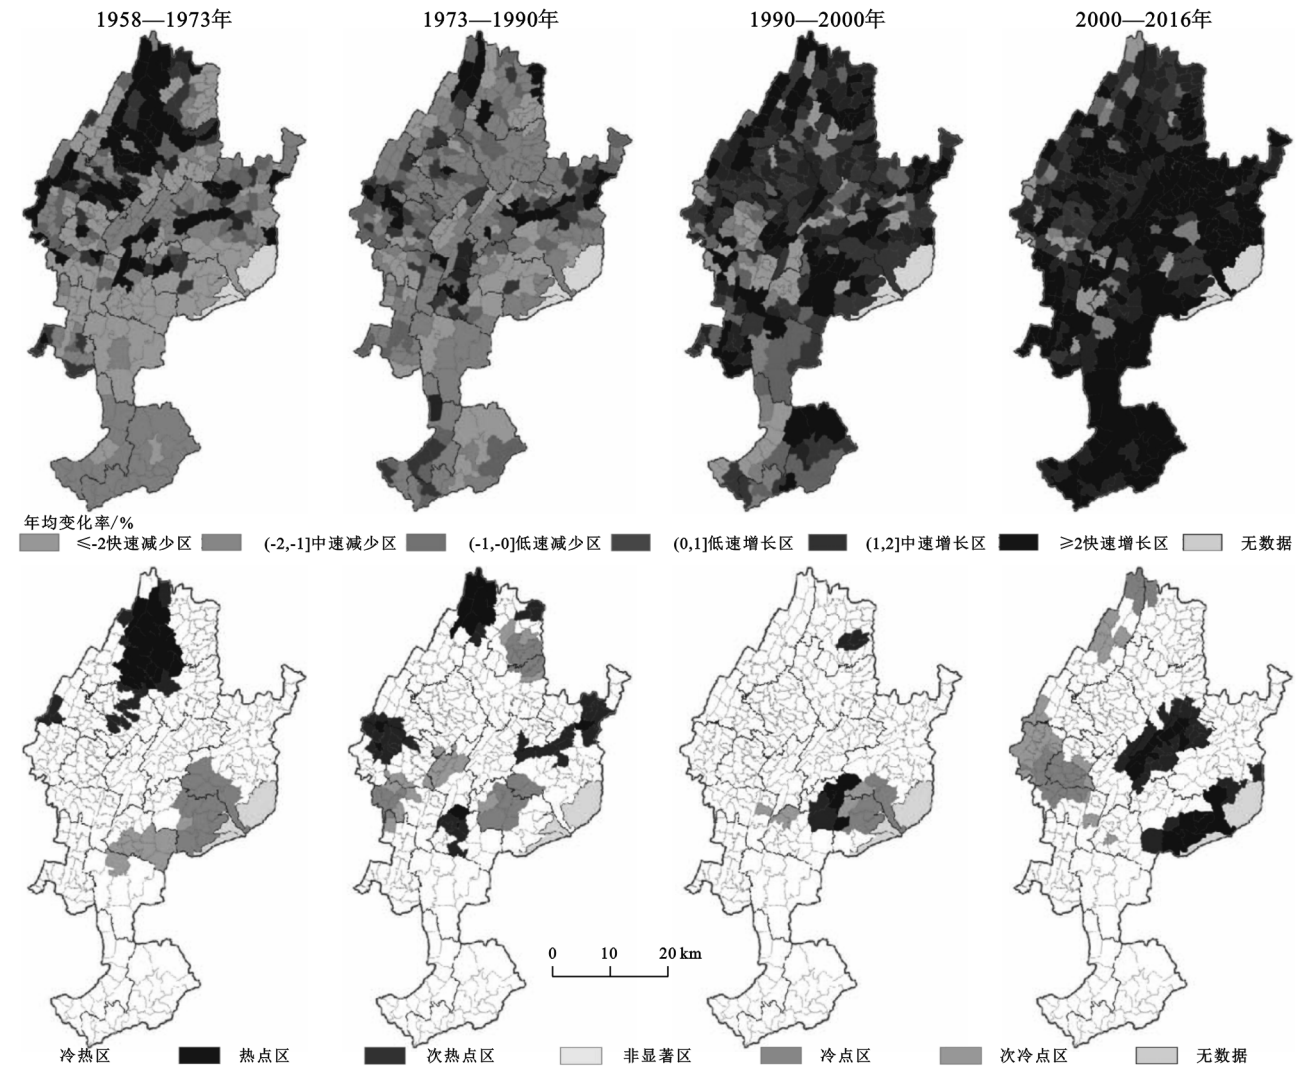 1958—1973年 1973—1990年 1990—2000年 2000—2016年
年均变化率/%
≤-2快速减少区 (-2,-1]中速减少区 (-1,-0]低速减少区 (0,1]低速增长区 (1,2]中速增长区 ≥2快速增长区 无数据
0 10 20 km
冷热区 热点区 次热点区 非显著区 冷点区 次冷点区 无数据